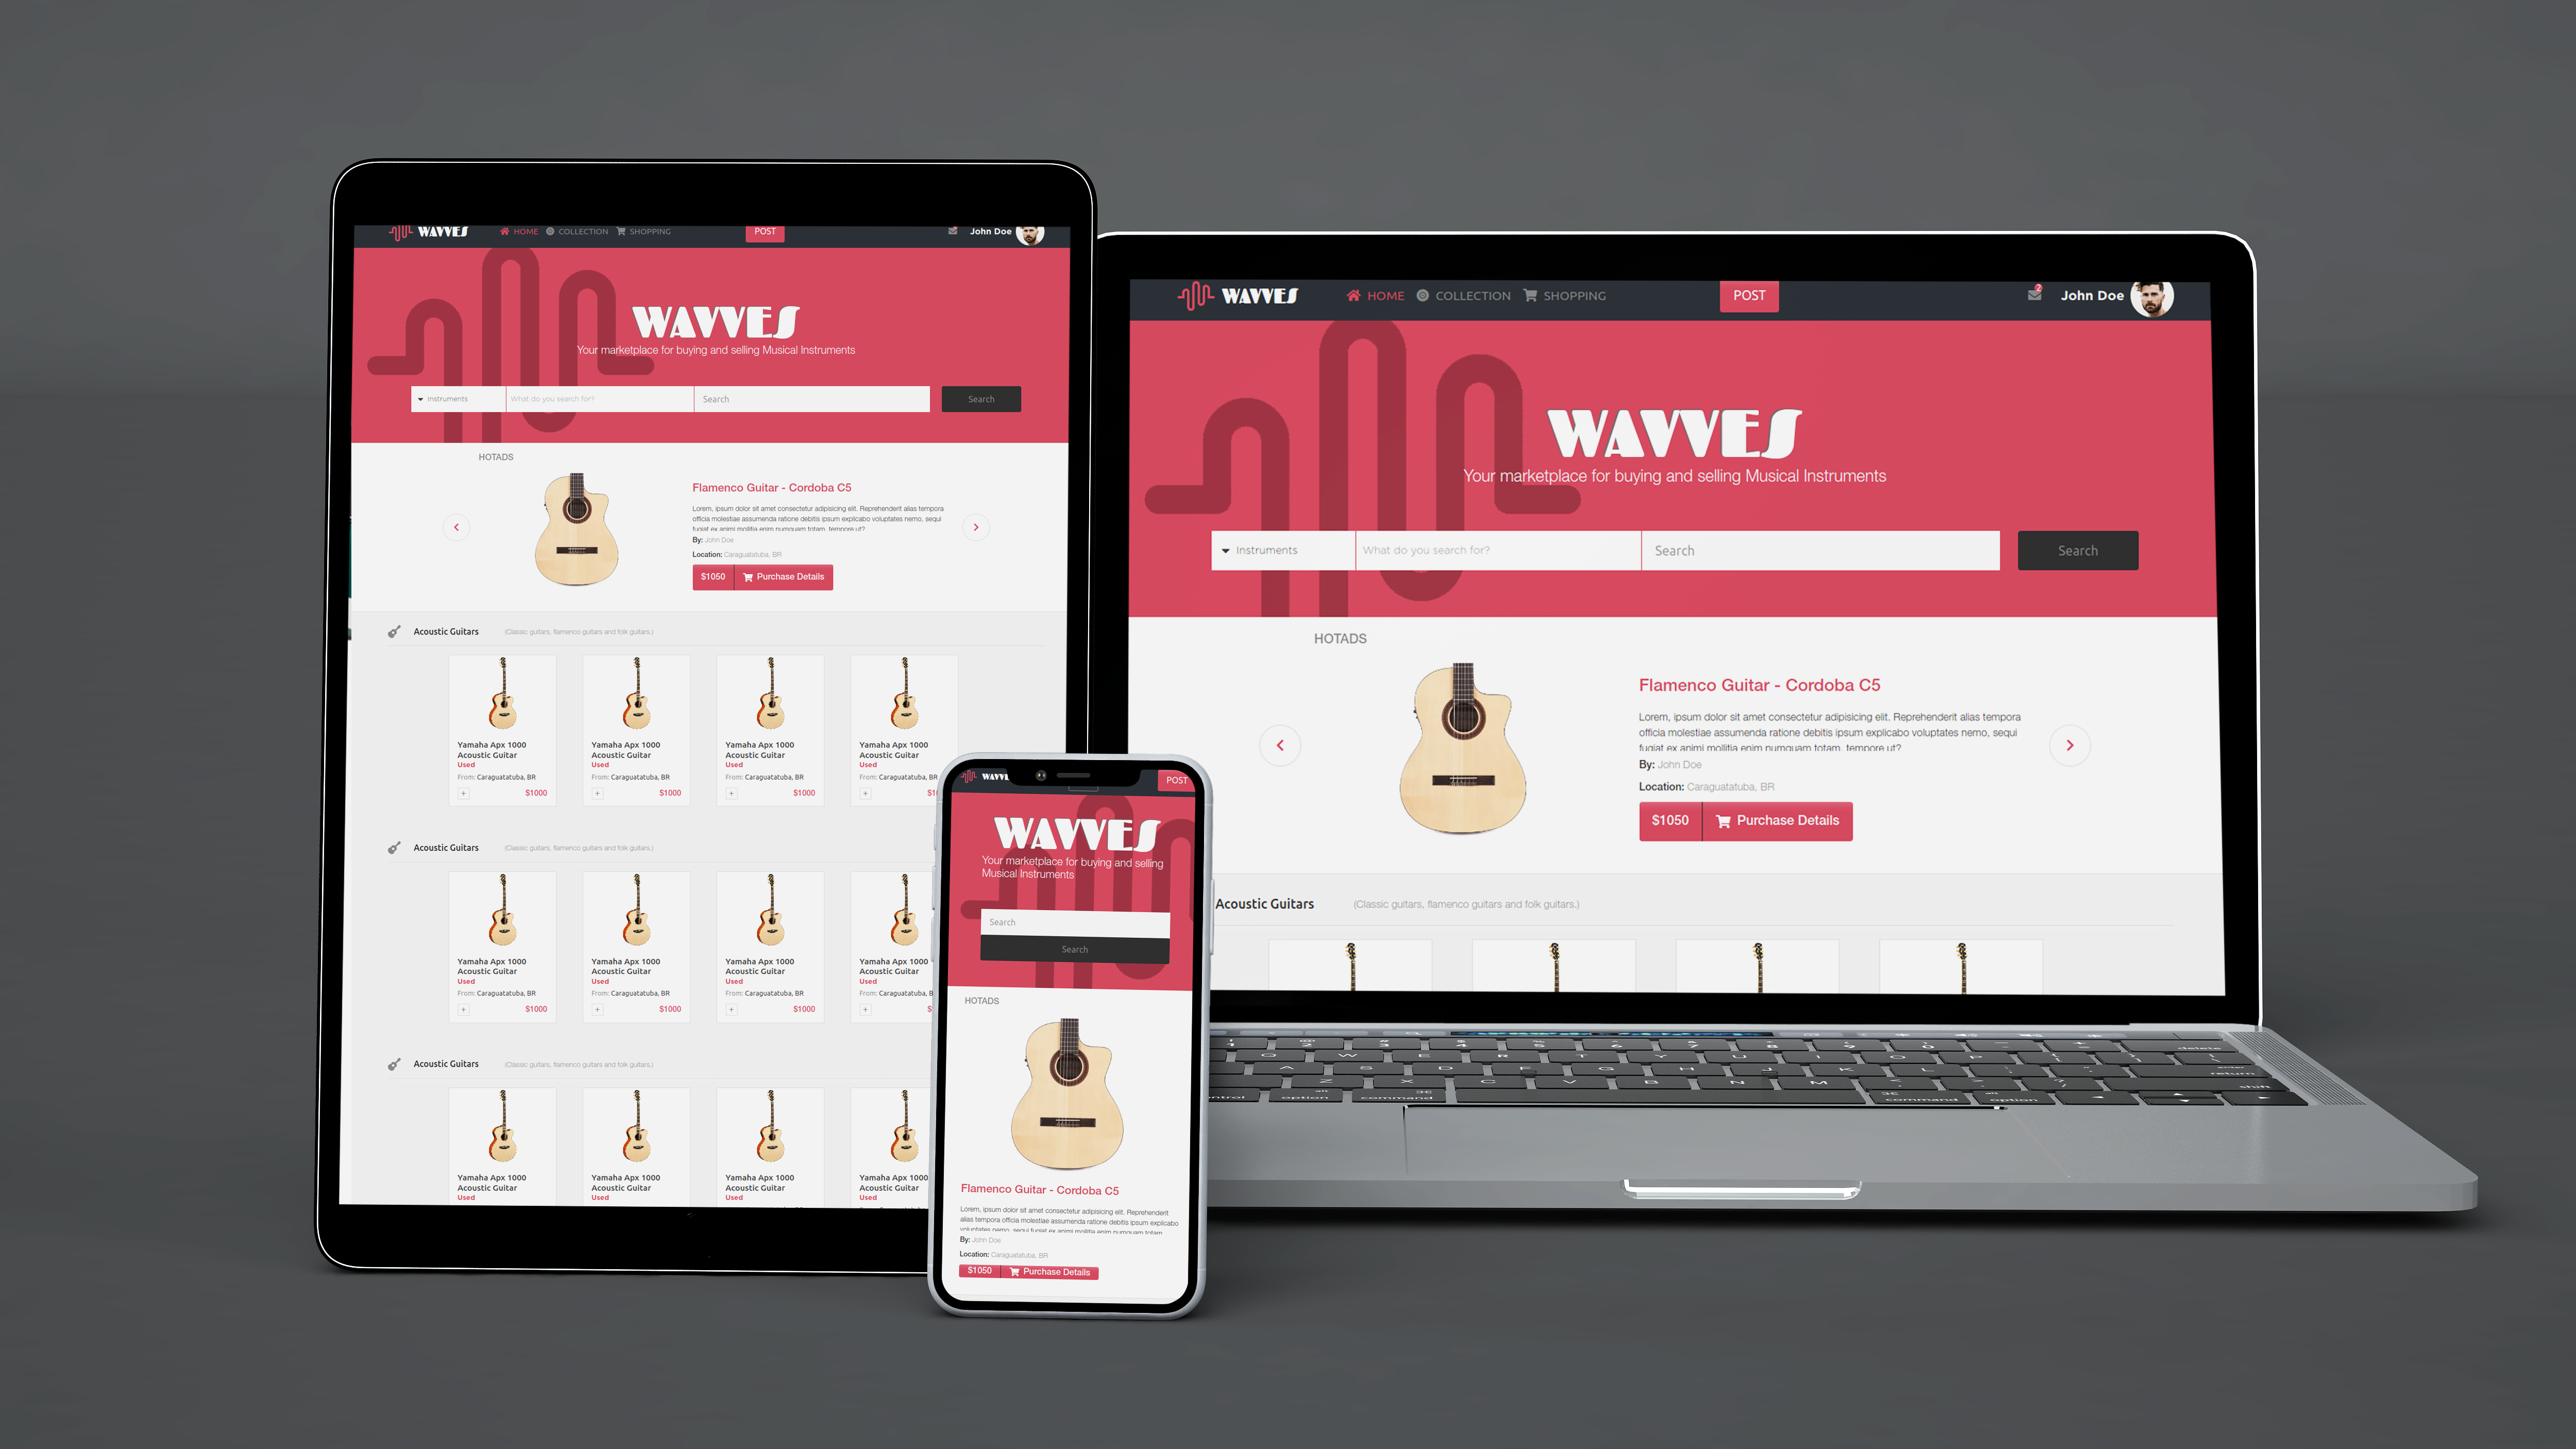 WAVVES HOME COLLECTION SHOPPING POST John Doe
WAVVES
Your marketplace for buying and selling Musical Instruments
Instruments What do you search for? Search Search
HOTADS
Flamenco Guitar - Cordoba C5
Lorem, ipsum dolor sit amet consectetur adipisicing elit. Reprehenderit alias tempora
officia molestiae assumenda ratione debitis ipsum explicabo voluptates nemo, sequi
fugiat ex animi mollitia enim numquam totam, tempore ut?
By: John Doe
Location: Caraguatatuba, BR
$1050 Purchase Details
Acoustic Guitars (Classic guitars, flamenco guitars and folk guitars.)
Yamaha Apx 1000 Yamaha Apx 1000 Yamaha Apx 1000 Yamaha Apx 1000
Acoustic Guitar Acoustic Guitar Acoustic Guitar Acoustic Guitar
Used Used Used Used
From: Caraguatatuba, BR From: Caraguatatuba, BR From: Caraguatatuba, BR From: Caraguatatuba, BR
+ $1000 + $1000 + $1000 +
Acoustic Guitars (Classic guitars, flamenco guitars and folk guitars.)
Yamaha Apx 1000 Yamaha Apx 1000 Yamaha Apx 1000 Yamaha Apx 1000
Acoustic Guitar Acoustic Guitar Acoustic Guitar Acoustic Guitar
Used Used Used Used
From: Caraguatatuba, BR From: Caraguatatuba, BR From: Caraguatatuba, BR From: Caraguatatuba, B
+ $1000 + $1000 + $1000 +
Acoustic Guitars (Classic guitars, flamenco guitars and folk guitars.)
Yamaha Apx 1000 Yamaha Apx 1000 Yamaha Apx 1000 Yamaha Apx 1000
Acoustic Guitar Acoustic Guitar Acoustic Guitar Acoustic Guitar
Used Used Used Used
POST
WAVVES
Your marketplace for buying and selling
Musical Instruments
Search
Search
HOTADS
Flamenco Guitar - Cordoba C5
Lorem, ipsum dolor sit amet consectetur adipisicing elit. Reprehenderit
alias tempora officia molestiae assumenda ratione debitis ipsum explicabo
voluptates nemo, sequi fugiat ex animi mollitia enim numquam totam,
By: John Doe
Location: Caraguatatuba, BR
$1050 Purchase Details
WAVVES HOME COLLECTION SHOPPING POST 2 John Doe
WAVVES
Your marketplace for buying and selling Musical Instruments
Instruments What do you search for? Search Search
HOTADS
Flamenco Guitar - Cordoba C5
Lorem, ipsum dolor sit amet consectetur adipisicing elit. Reprehenderit alias tempora
officia molestiae assumenda ratione debitis ipsum explicabo voluptates nemo, sequi
fugiat ex animi mollitia enim numquam totam, tempore ut?
By: John Doe
Location: Caraguatatuba, BR
$1050 Purchase Details
Acoustic Guitars (Classic guitars, flamenco guitars and folk guitars.)
delete
Q W E R T Y U I O P
A S D F G H J K L return
Z X C V B N M shift
option command command option